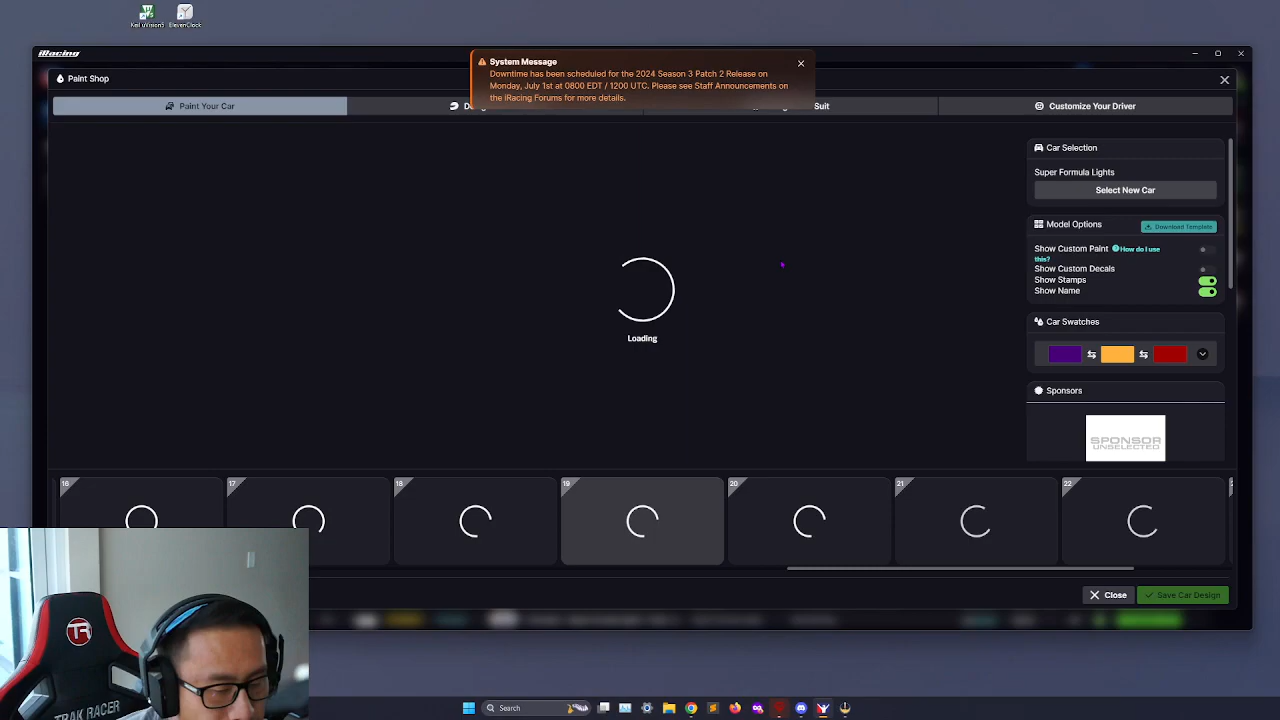 Keil uVision5 ElevenClock
iRacing
System Message
Downtime has been scheduled for the 2024 Season 3 Patch 2 Release on
Monday, July 1st at 0800 EDT / 1200 UTC. Please see Staff Announcements on
the iRacing Forums for more details.
Paint Shop
Paint Your Car
Suit
Customize Your Driver
Car Selection
Super Formula Lights
Select New Car
Model Options
Download Template
Show Custom Paint How do I use
this?
Show Custom Decals
Show Stamps
Show Name
Loading
Car Swatches
Sponsors
SPONSOR
UNSELECTED
16 17 18 19 20 21 22
Close
Save Car Design
TR
TRAK RACER
Search